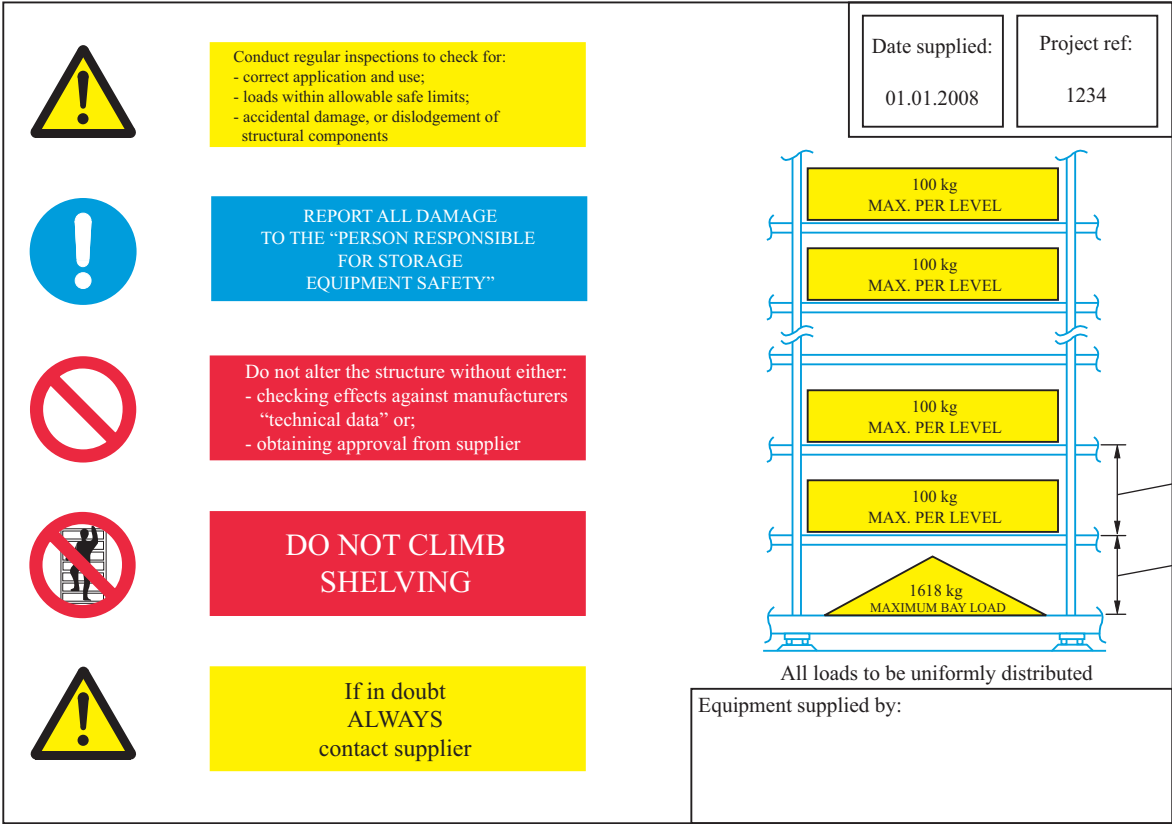 Conduct regular inspections to check for:
- correct application and use;
- loads within allowable safe limits;
- accidental damage, or dislodgement of
structural components
REPORT ALL DAMAGE
TO THE “PERSON RESPONSIBLE
FOR STORAGE
EQUIPMENT SAFETY”
Do not alter the structure without either:
- checking effects against manufacturers
“technical data” or;
- obtaining approval from supplier
DO NOT CLIMB
SHELVING
If in doubt
ALWAYS
contact supplier
Date supplied:
01.01.2008
Project ref:
1234
100 kg
MAX. PER LEVEL
100 kg
MAX. PER LEVEL
100 kg
MAX. PER LEVEL
100 kg
MAX. PER LEVEL
1618 kg
MAXIMUM BAY LOAD
All loads to be uniformly distributed
Equipment supplied by: